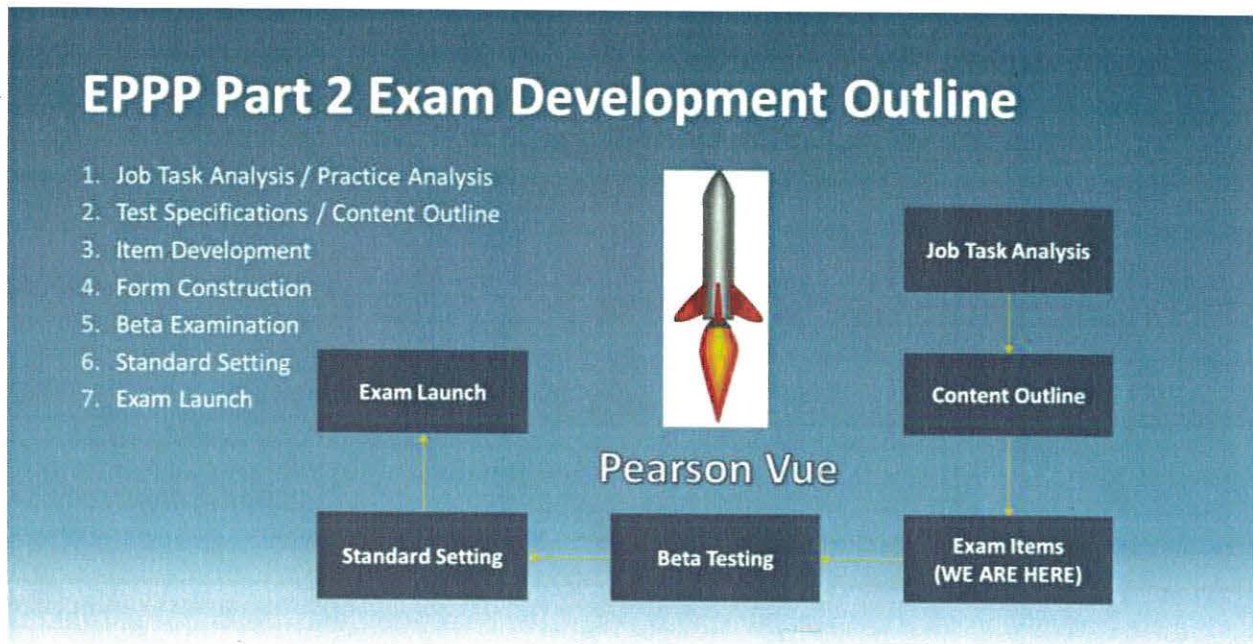 EPPP Part 2 Exam Development Outline
1. Job Task Analysis / Practice Analysis
2. Test Specifications / Content Outline
3. Item Development
4. Form Construction
5. Beta Examination
6. Standard Setting
7. Exam Launch
Job Task Analysis
Content Outline
Exam Items
(WE ARE HERE)
Beta Testing
Standard Setting
Exam Launch
Pearson Vue